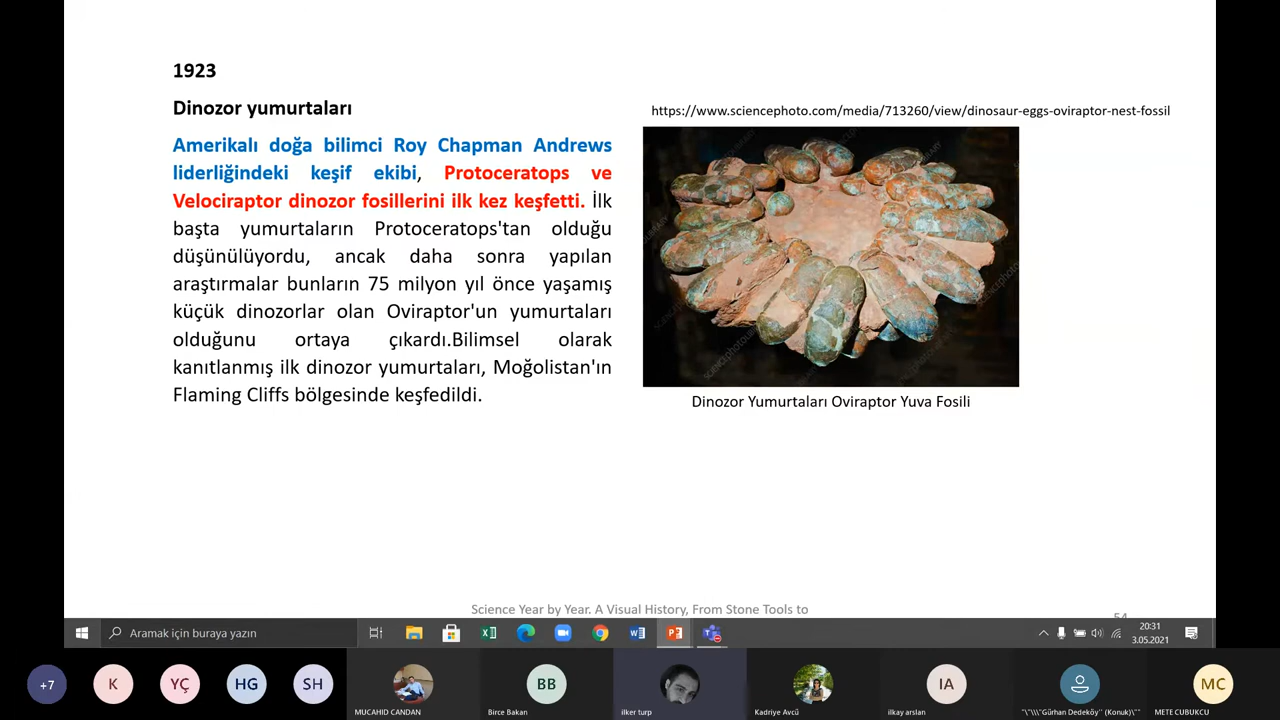 1923
Dinozor yumurtaları
Amerikalı doğa bilimci Roy Chapman Andrews
liderliğindeki keşif ekibi, Protoceratops ve
Velociraptor dinozor fosillerini ilk kez keşfetti. İlk
başta yumurtaların Protoceratops'tan olduğu
düşünülüyordu, ancak daha sonra yapılan
araştırmalar bunların 75 milyon yıl önce yaşamış
küçük dinozorlar olan Oviraptor'un yumurtaları
olduğunu ortaya çıkardı.Bilimsel olarak
kanıtlanmış ilk dinozor yumurtaları, Moğolistan'ın
Flaming Cliffs bölgesinde keşfedildi.
https://www.sciencephoto.com/media/713260/view/dinosaur-eggs-oviraptor-nest-fossil
Dinozor Yumurtaları Oviraptor Yuva Fosili
Science Year by Year. A Visual History, From Stone Tools to
54
Aramak için buraya yazın
20:31
3.05.2021
+7
K
YÇ
HG
SH
MUCAHID CANDAN
BB
Birce Bakan
ilker turp
Kadriye Avcü
IA
ilkay arslan
"\"\\\"Gürhan Dedeköy'' (Konuk)\"" 
MC
METE CUBUKCU